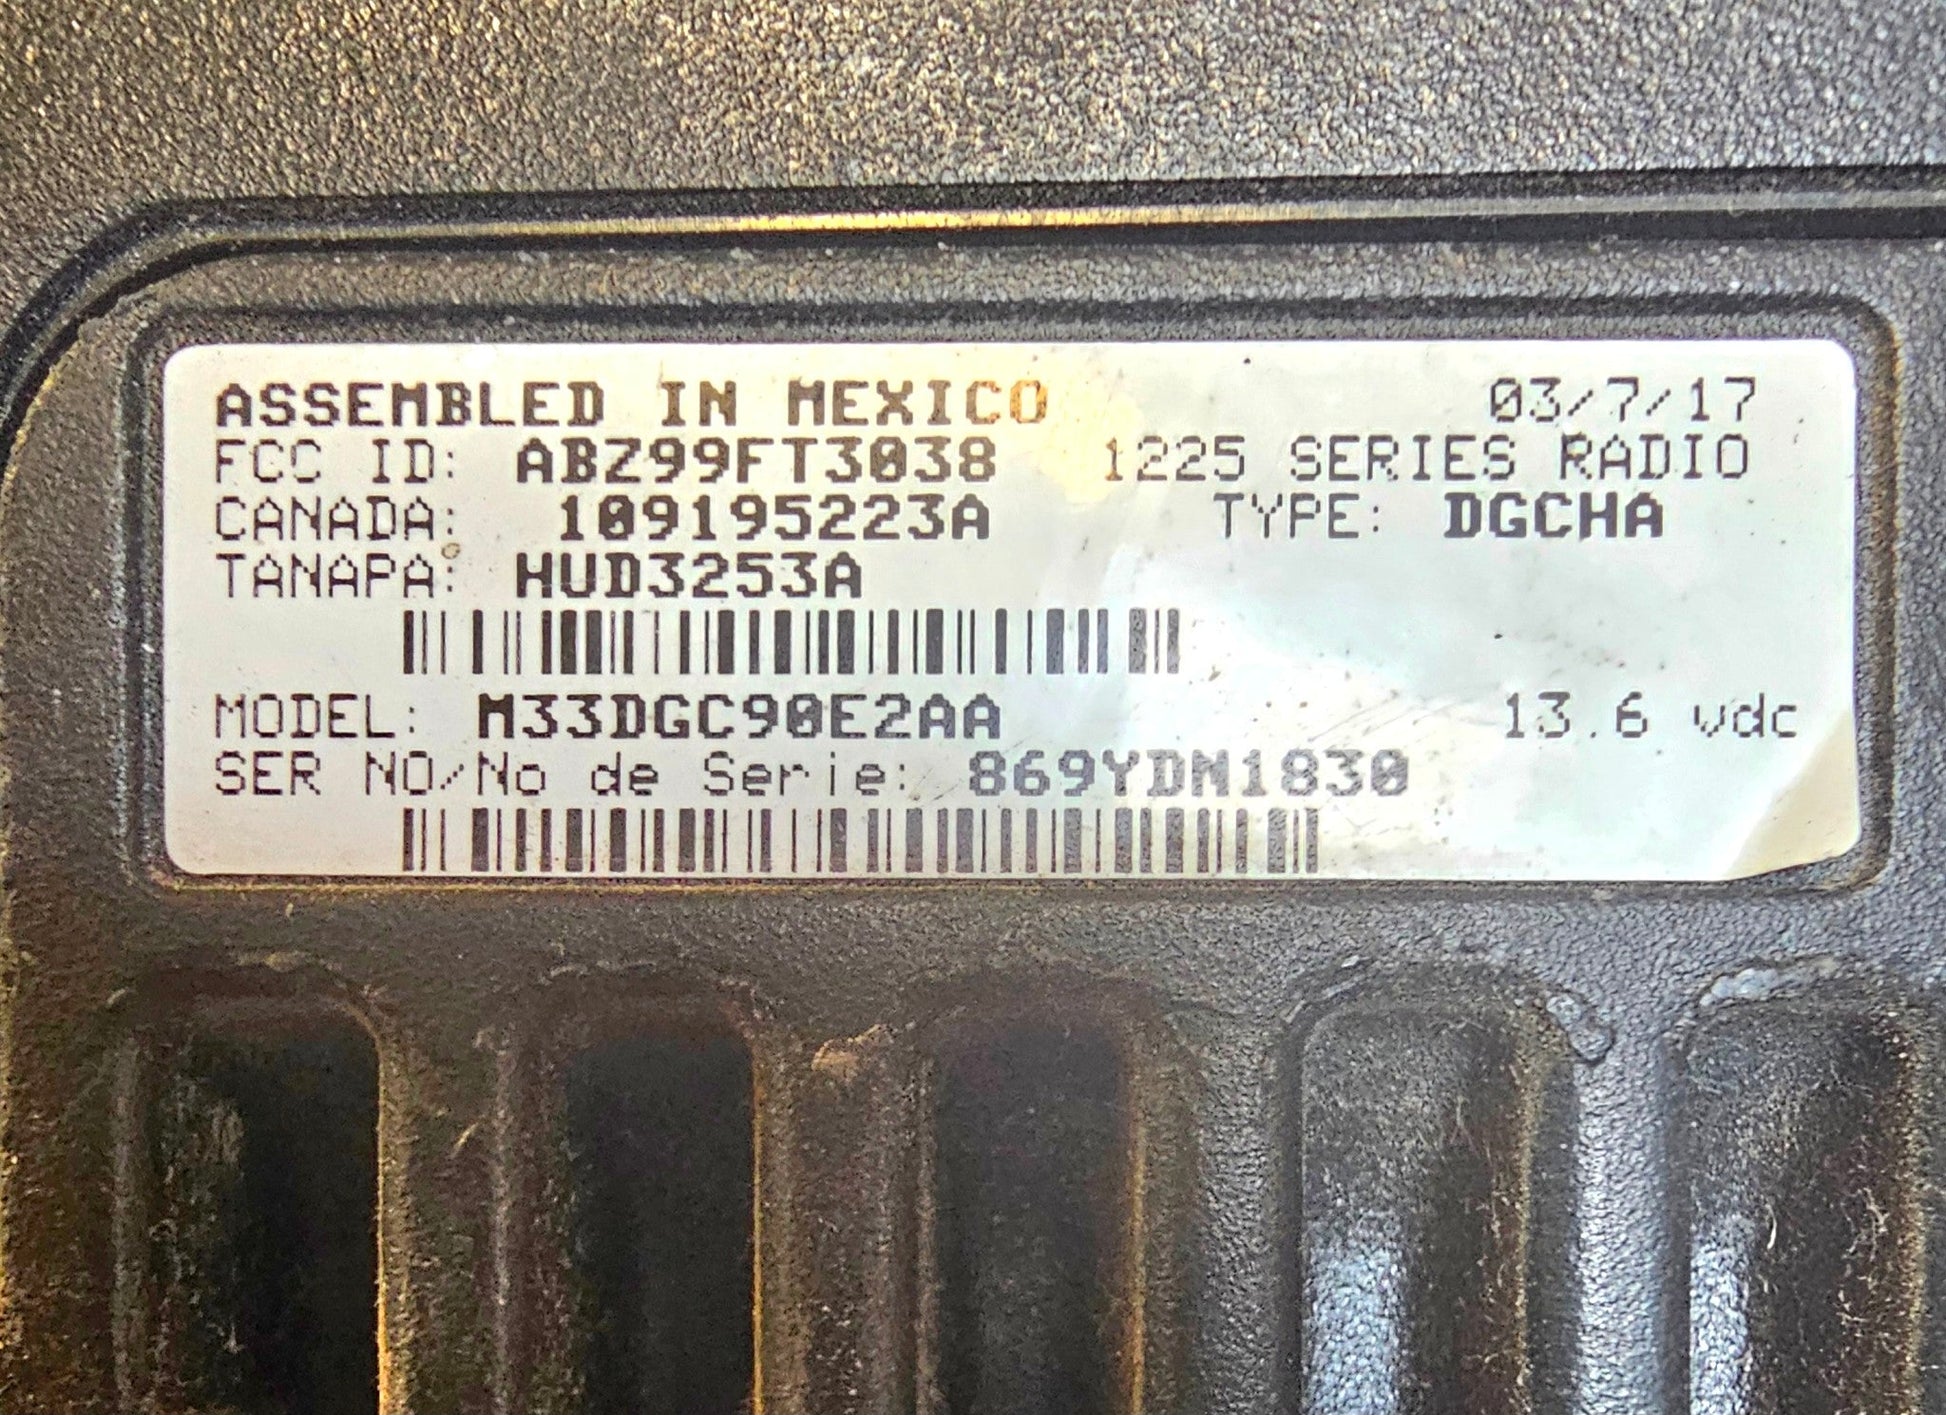 ASSEMBLED IN MEXICO 03/7/17
FCC ID: ABZ99FT3038 1225 SERIES RADIO
CANADA: 109195223A TYPE: DGCHA
TANAPA: HUD3253A
MODEL: M33DGC90E2AA 13.6 vdc
SER NO/No de Serie: 869YDM1830